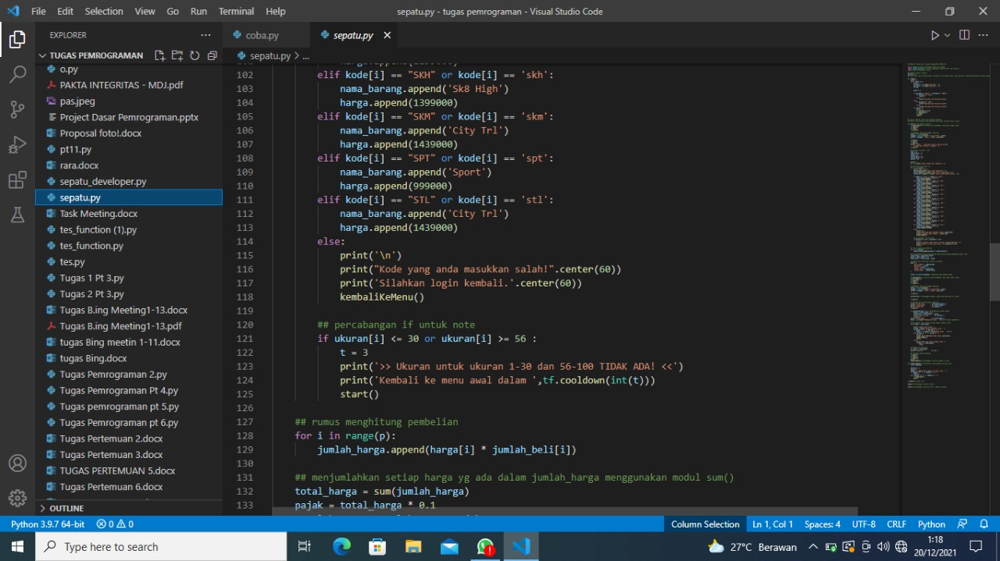 File Edit Selection View Go Run Terminal Help sepatu.py - tugas pemrograman - Visual Studio Code
EXPLORER
coba.py
sepatu.py
TUGAS PEMROGRAMAN
sepatu.py > ...
o.py
PAKTA INTEGRITAS - MDJ.pdf
pas.jpeg
Project Dasar Pemrograman.pptx
Proposal foto!.docx
pt11.py
rara.docx
sepatu_developer.py
sepatu.py
Task Meeting.docx
tes_function (1).py
tes_function.py
tes.py
Tugas 1 Pt 3.py
Tugas 2 Pt 3.py
Tugas B.ing Meeting1-13.docx
Tugas B.ing Meeting1-13.pdf
tugas Bing meetin 1-11.docx
tugas Bing.docx
Tugas Pemrograman 2.py
Tugas Pemrograman Pt 4.py
Tugas pemrograman pt 5.py
Tugas pemrograman pt 6.py
Tugas Pertemuan 2.docx
Tugas Pertemuan 3.docx
TUGAS PERTEMUAN 5.docx
Tugas Pertemuan 6.docx
OUTLINE
102 elif kode[i] == "SKH" or kode[i] == 'skh':
103 nama_barang.append('Sk8 High')
104 harga.append(1399000)
105 elif kode[i] == "SKM" or kode[i] == 'skm':
106 nama_barang.append('City Trl')
107 harga.append(1439000)
108 elif kode[i] == "SPT" or kode[i] == 'spt':
109 nama_barang.append('Sport')
110 harga.append(999000)
111 elif kode[i] == "STL" or kode[i] == 'stl':
112 nama_barang.append('City Trl')
113 harga.append(1439000)
114 else:
115 print('\n')
116 print("Kode yang anda masukkan salah!".center(60))
117 print('Silahkan login kembali.'.center(60))
118 kembaliKeMenu()
119
120 ## percabangan if untuk note
121 if ukuran[i] <= 30 or ukuran[i] >= 56 :
122 t = 3
123 print('>> Ukuran untuk ukuran 1-30 dan 56-100 TIDAK ADA! <<')
124 print('Kembali ke menu awal dalam ',tf.cooldown(int(t)))
125 start()
126
127 ## rumus menghitung pembelian
128 for i in range(p):
129 jumlah_harga.append(harga[i] * jumlah_beli[i])
130
131 ## menjumlahkan setiap harga yg ada dalam jumlah_harga menggunakan modul sum()
132 total_harga = sum(jumlah_harga)
133 pajak = total_harga * 0.1
Python 3.9.7 64-bit 0 0 Column Selection Ln 1, Col 1 Spaces: 4 UTF-8 CRLF Python
Type here to search
27°C Berawan
1:18
20/12/2021